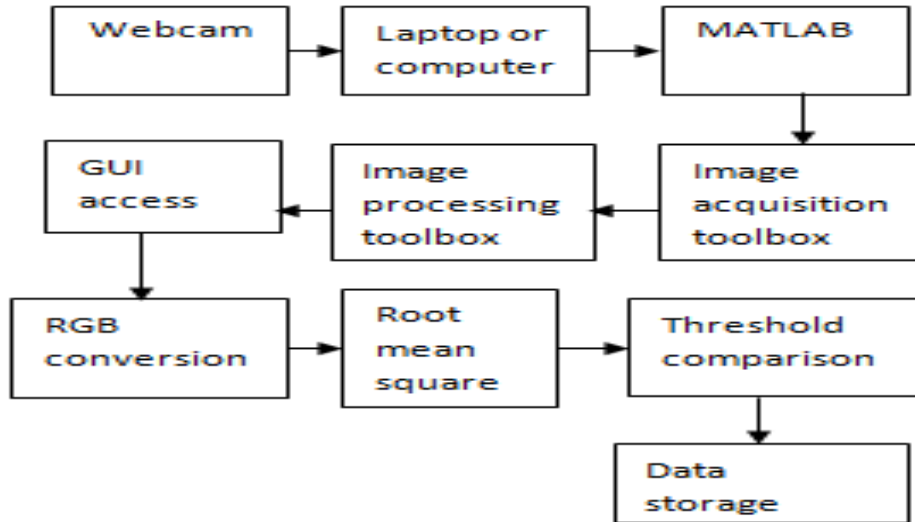 Webcam
Laptop or
computer
MATLAB
GUI
access
Image
processing
toolbox
Image
acquisition
toolbox
RGB
conversion
Root
mean
square
Threshold
comparison
Data
storage